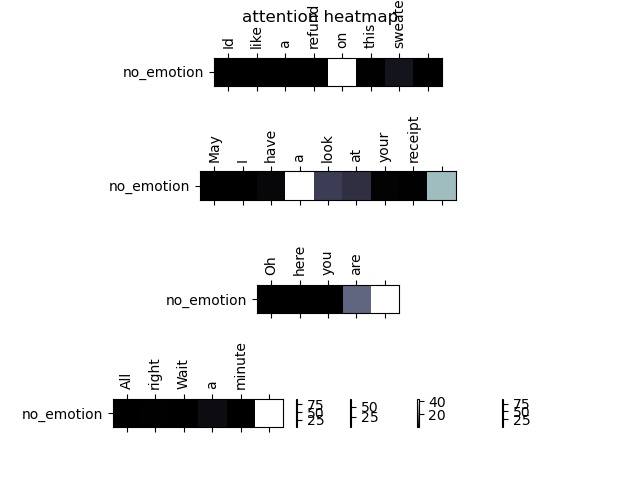 attention heatmap
Id like a refund on this sweate
no_emotion
May I have a look at your receipt
no_emotion
Oh here you are
no_emotion
All right Wait a minute
no_emotion
75 50 40 75
50 25 20 50
25 25